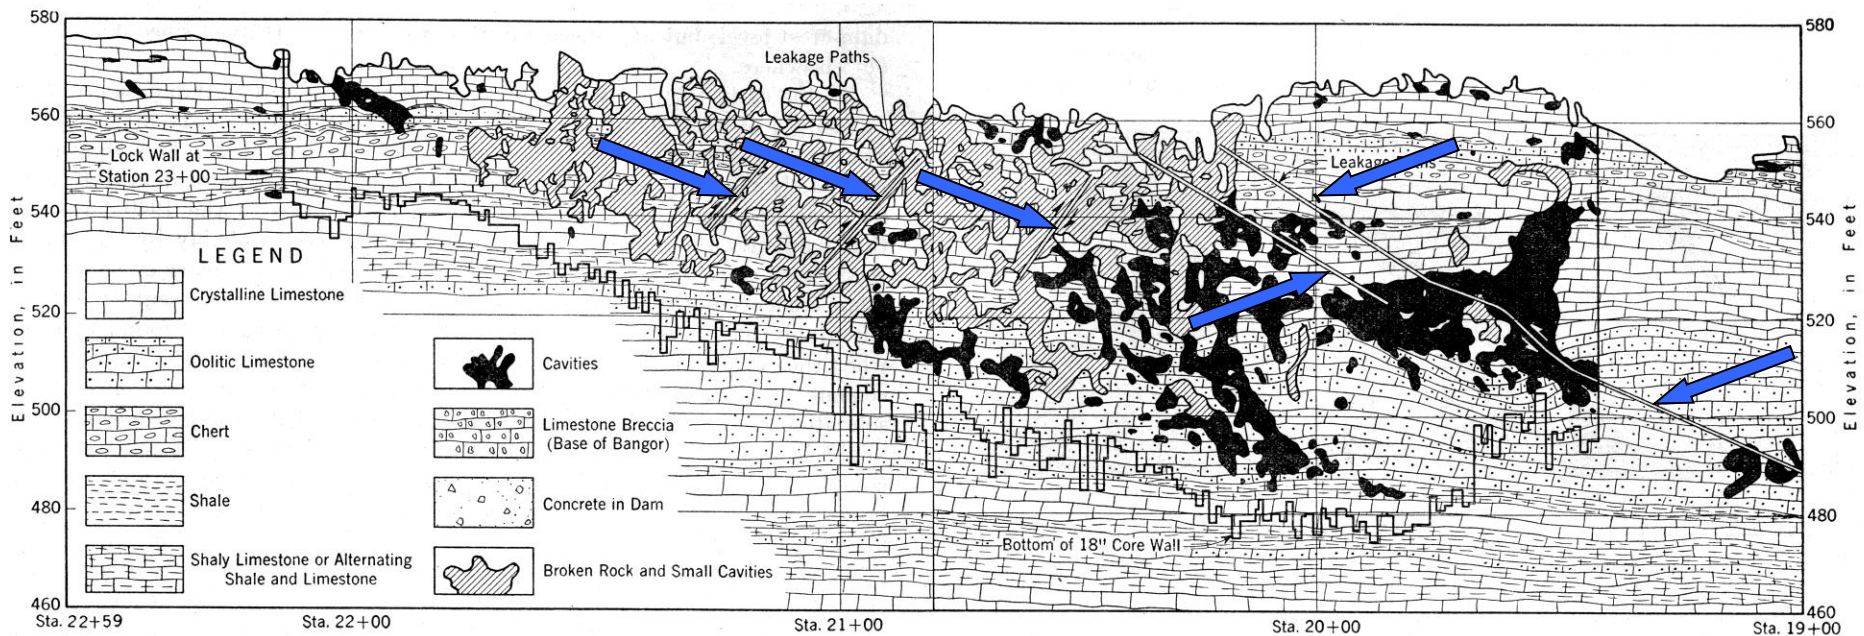 580
560
540
520
500
480
460
Elevation, in Feet
Leakage Paths
Lock Wall at
Station 23+00
Leakage
LEGEND
Crystalline Limestone
Oolitic Limestone
Chert
Shale
Shaly Limestone or Alternating
Shale and Limestone
Cavities
Limestone Breccia
(Base of Bangor)
Concrete in Dam
Broken Rock and Small Cavities
Bottom of 18" Core Wall
580
560
540
520
500
480
460
Elevation, in Feet
Sta. 22+59
Sta. 22+00
Sta. 21+00
Sta. 20+00
Sta. 19+00